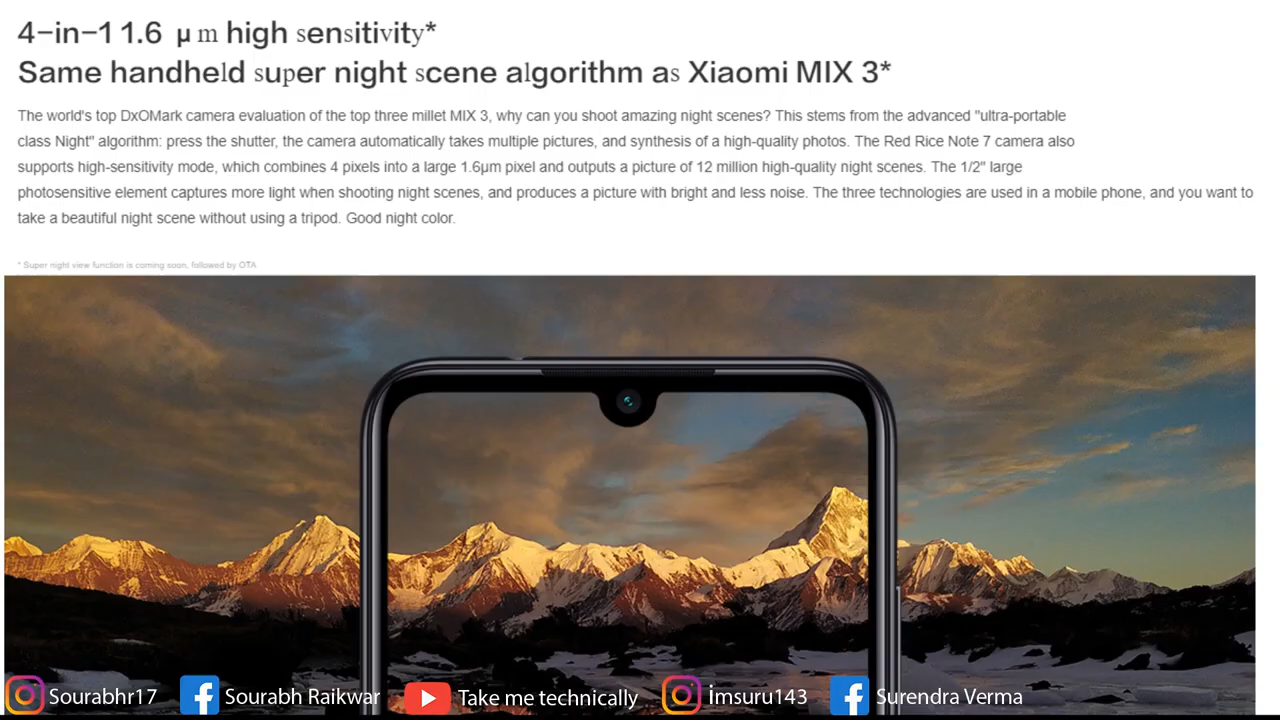 4-in-1 1.6 μm high sensitivity*
Same handheld super night scene algorithm as Xiaomi MIX 3*
The world's top DxOMark camera evaluation of the top three millet MIX 3, why can you shoot amazing night scenes? This stems from the advanced "ultra-portable
class Night" algorithm: press the shutter, the camera automatically takes multiple pictures, and synthesis of a high-quality photos. The Red Rice Note 7 camera also
supports high-sensitivity mode, which combines 4 pixels into a large 1.6μm pixel and outputs a picture of 12 million high-quality night scenes. The 1/2" large
photosensitive element captures more light when shooting night scenes, and produces a picture with bright and less noise. The three technologies are used in a mobile phone, and you want to
take a beautiful night scene without using a tripod. Good night color.
* Super night view function is coming soon, followed by OTA
Sourabhr17 Sourabh Raikwar Take me technically İmsuru143 Surendra Verma